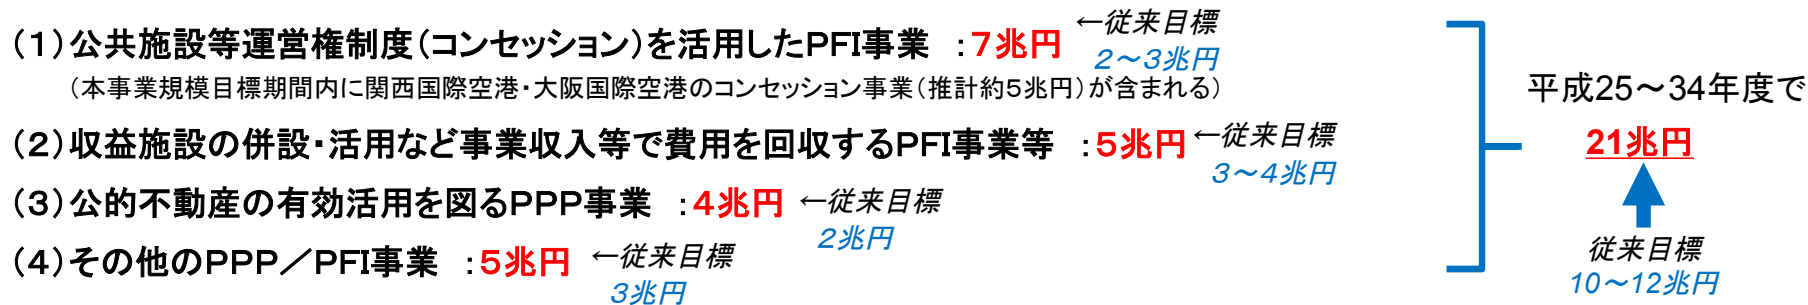 (1)公共施設等運営権制度(コンセッション)を活用したPFI事業 :7兆円 ←従来目標
2~3兆円
(本事業規模目標期間内に関西国際空港・大阪国際空港のコンセッション事業(推計約5兆円)が含まれる)
(2)収益施設の併設・活用など事業収入等で費用を回収するPFI事業等 :5兆円 ←従来目標
3~4兆円
(3)公的不動産の有効活用を図るPPP事業 :4兆円 ←従来目標
2兆円
(4)その他のPPP/PFI事業 :5兆円 ←従来目標
3兆円
平成25~34年度で
21兆円
従来目標
10~12兆円